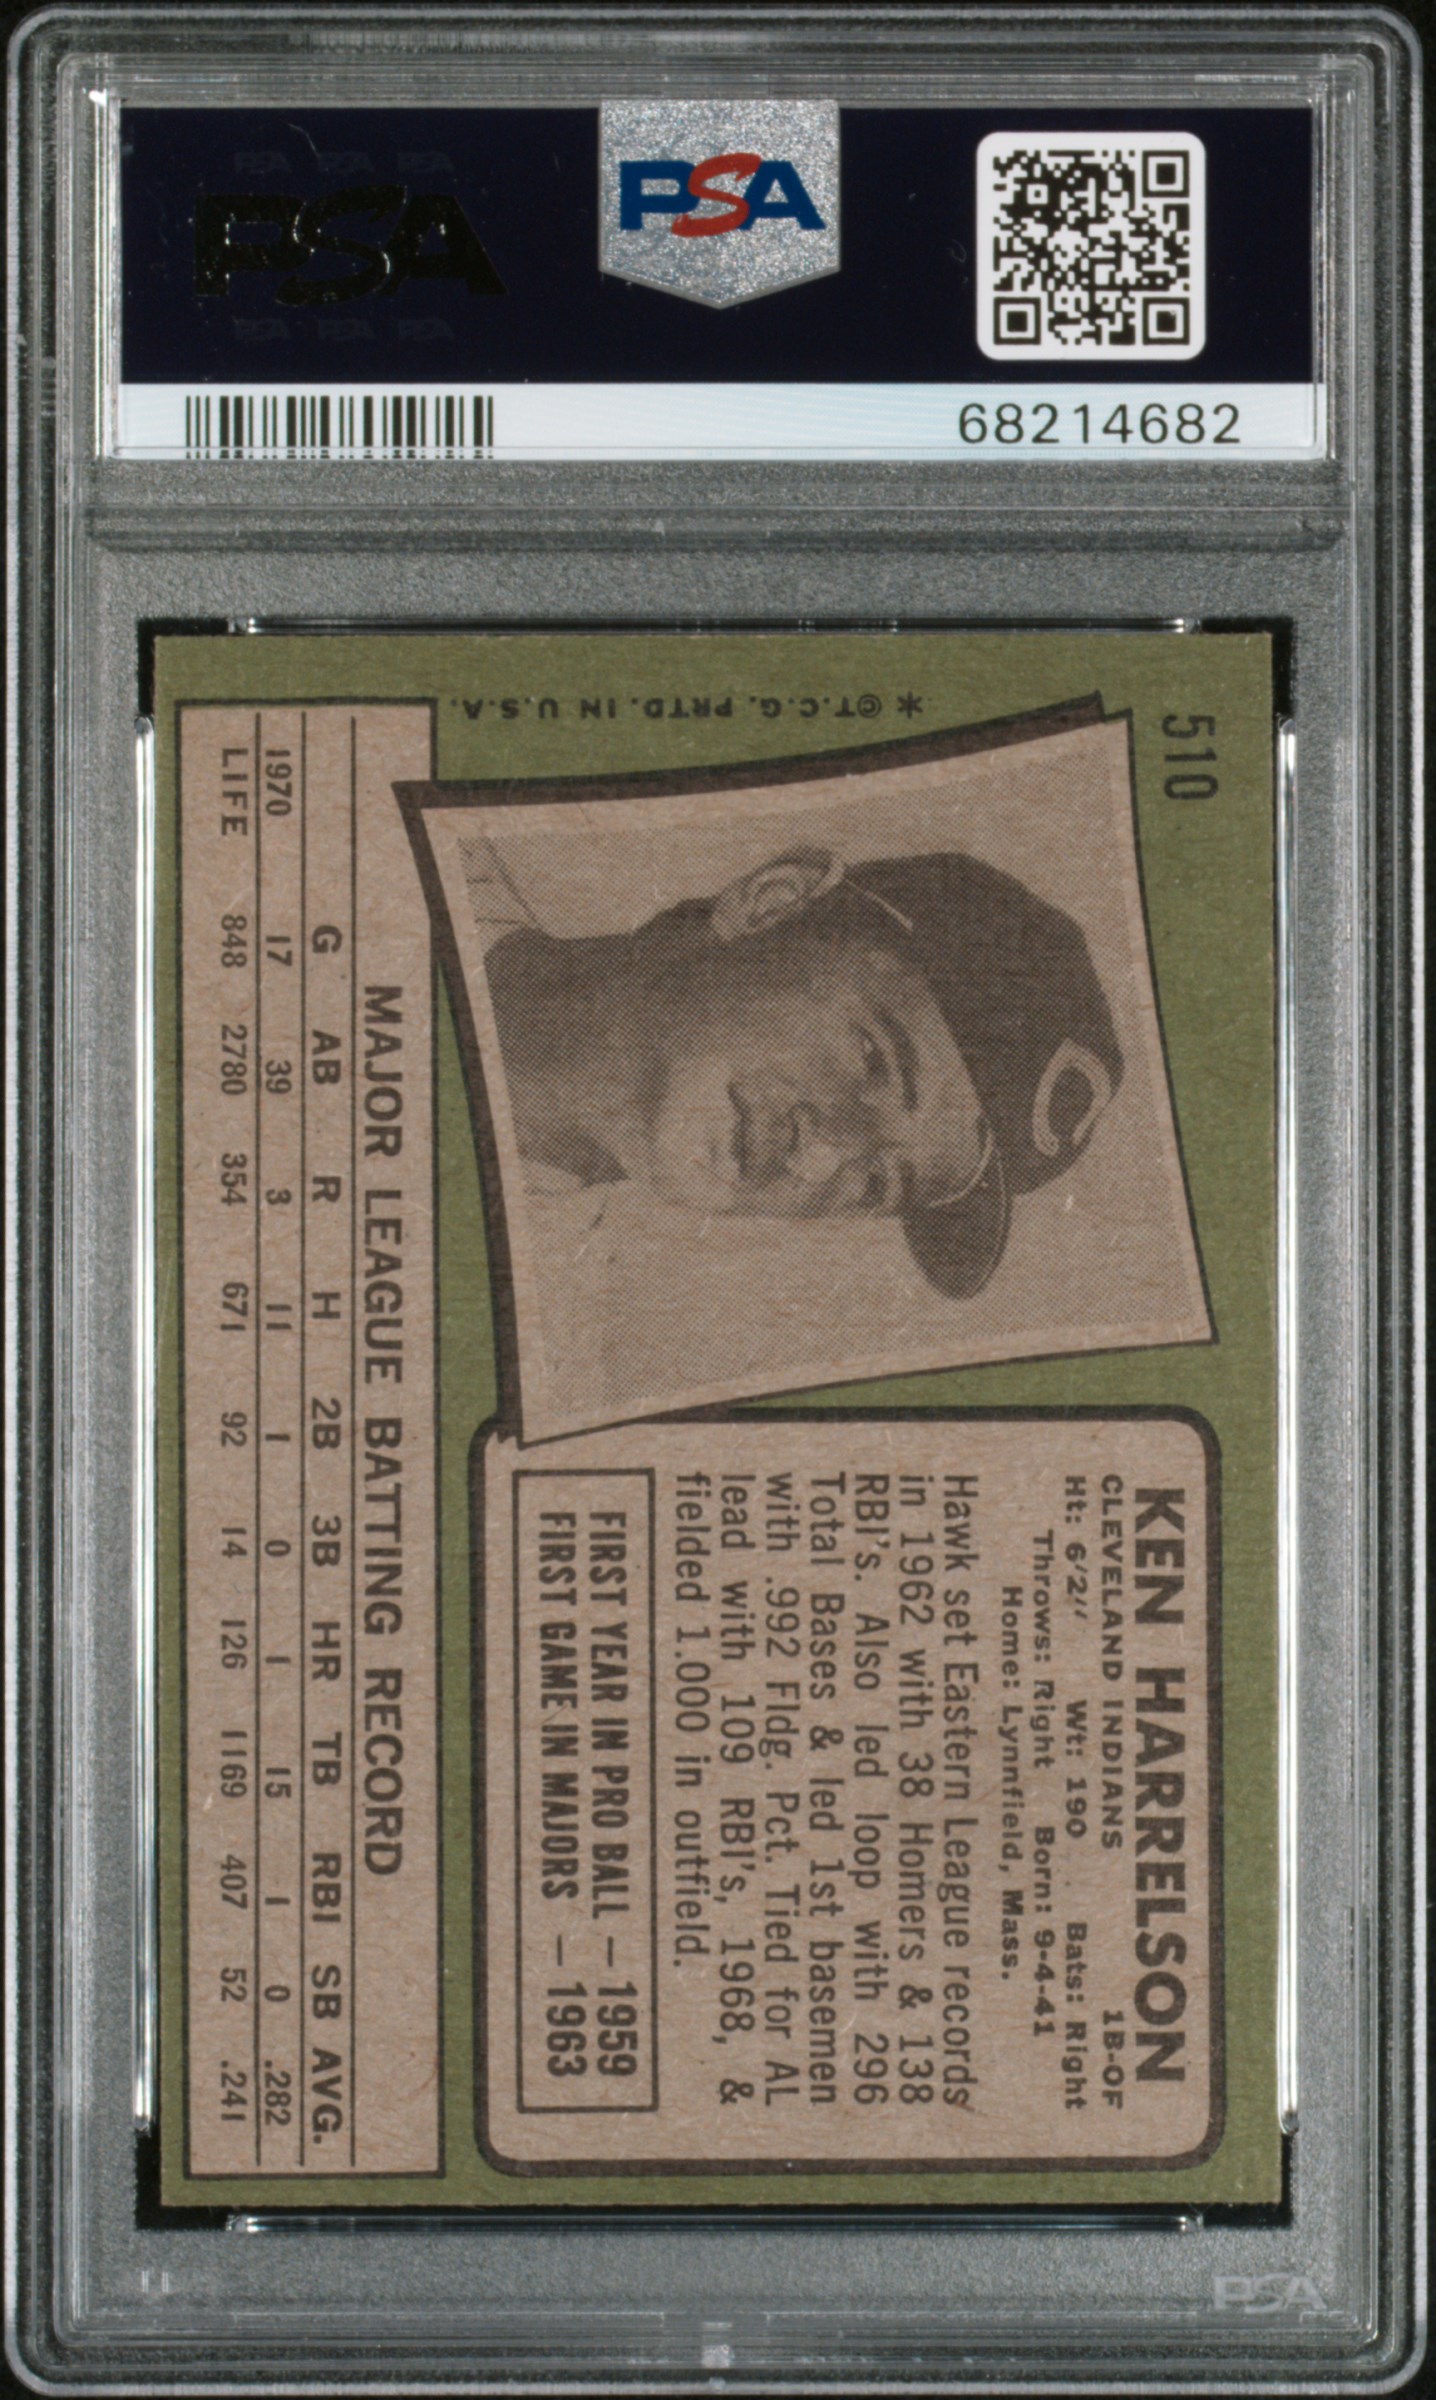 PSA
PSA PSA PSA
PSA
PSA PSA PSA
68214682
510
* ©T.C.G. PRTD. IN U.S.A.
C
KEN HARRELSON
CLEVELAND INDIANS 1B-OF
Ht: 6'2" Wt: 190 Bats: Right
Throws: Right Born: 9-4-41
Home: Lynnfield, Mass.
Hawk set Eastern League records
in 1962 with 38 Homers & 138
RBI's. Also led loop with 296
Total Bases & led 1st basemen
with .992 Fldg. Pct. Tied for AL
lead with 109 RBI's, 1968, &
fielded 1.000 in outfield.
FIRST YEAR IN PRO BALL — 1959
FIRST GAME IN MAJORS — 1963
MAJOR LEAGUE BATTING RECORD
G AB R H 2B 3B HR TB RBI SB AVG.
1970 17 39 3 11 1 0 1 15 1 0 .282
LIFE 848 2780 354 671 92 14 126 1169 407 52 .241
PSA